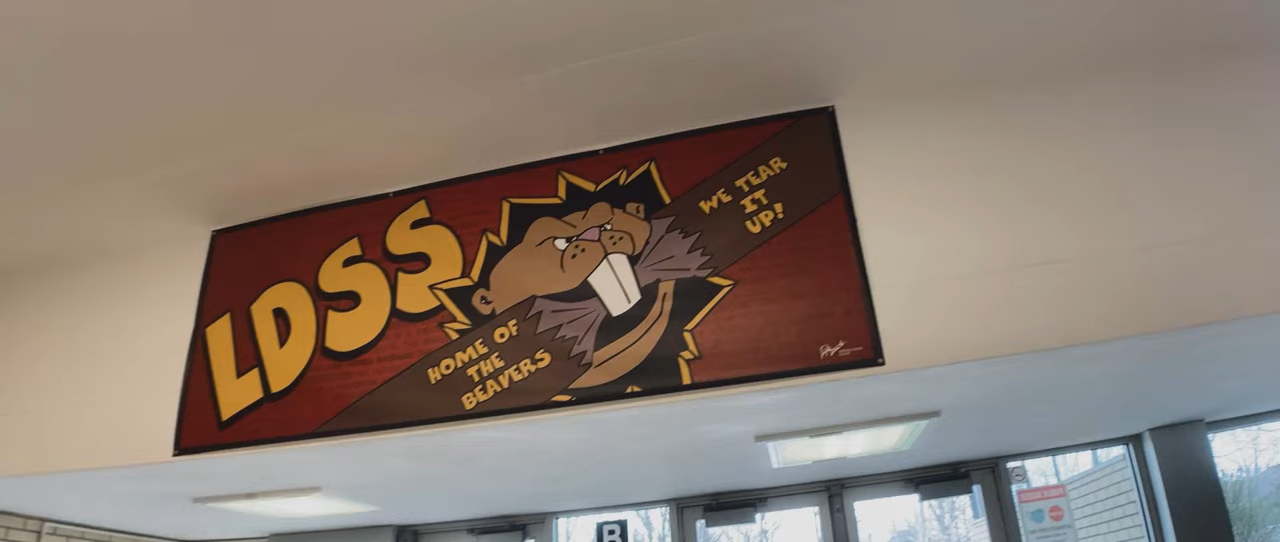 LDSS
HOME OF
THE
BEAVERS
WE TEAR
IT
UP!
B